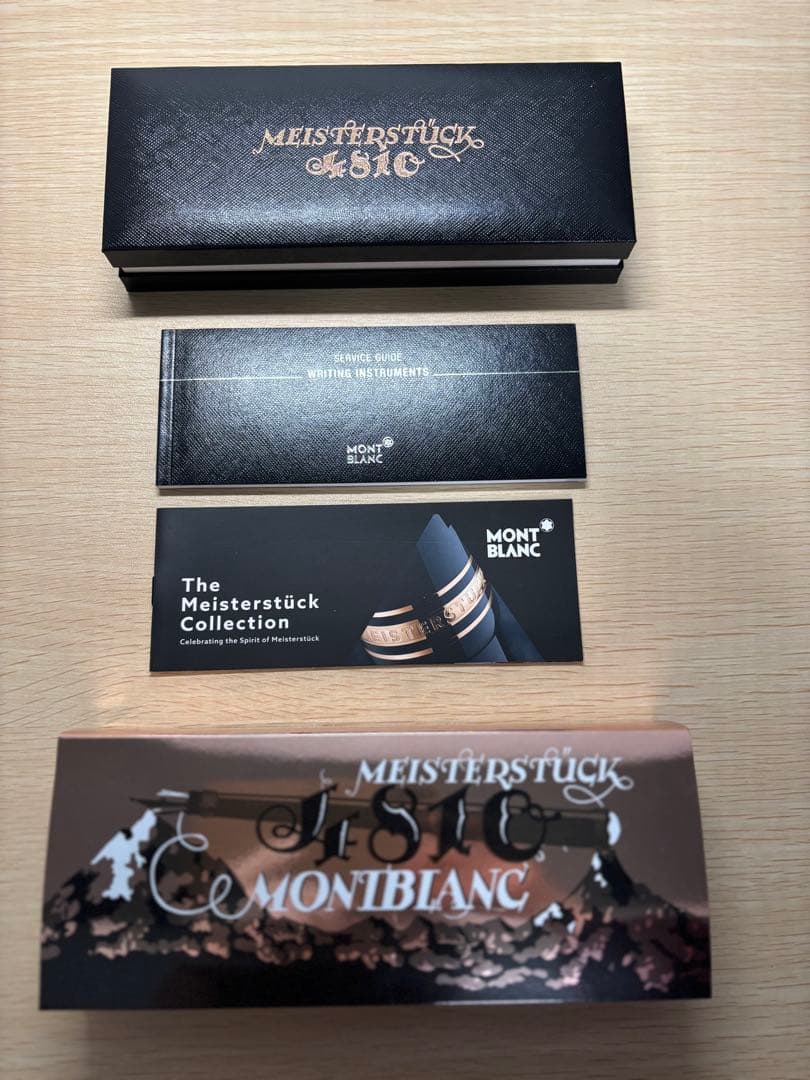 MEISTERSTÜCK
4810
SERVICE GUIDE
WRITING INSTRUMENTS
MONT
BLANC
MONT
BLANC
The
Meisterstück
Collection
Celebrating the Spirit of Meisterstück
EISTERSTÜ
MEISTERSTÜCK
4810
MONTBLANC